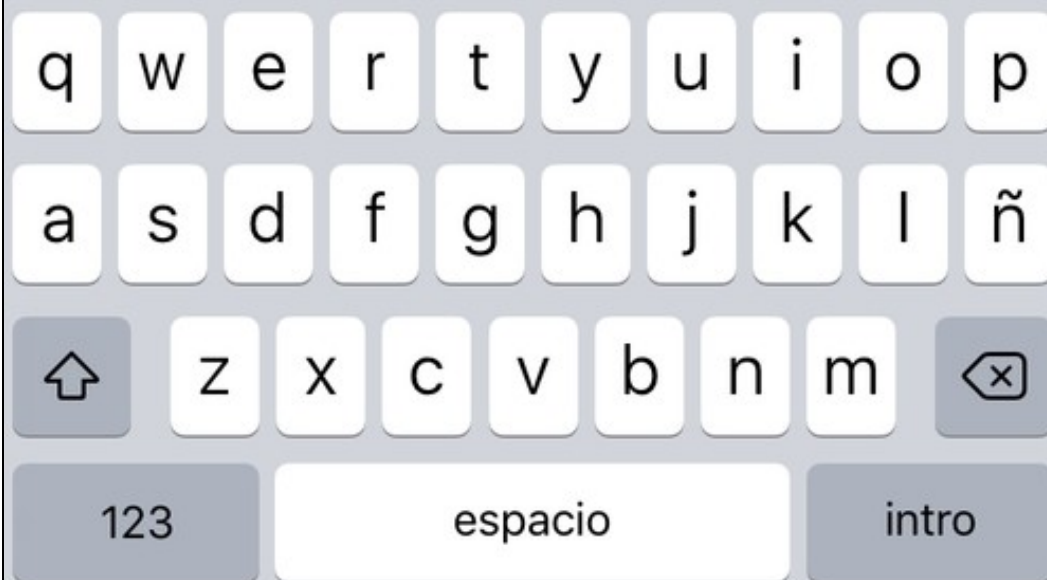 q w e r t y u i o p
a s d f g h j k l ñ
z x c v b n m
123 espacio intro